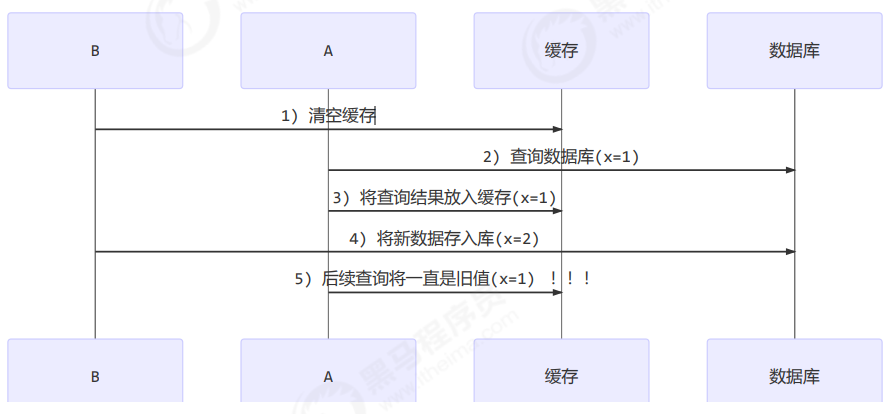 B
A
缓存
数据库
1) 清空缓存
2) 查询数据库(x=1)
3) 将查询结果放入缓存(x=1)
4) 将新数据存入库(x=2)
5) 后续查询将一直是旧值(x=1) ！！！
B
A
缓存
数据库
黑马程序员
www.itheima.com